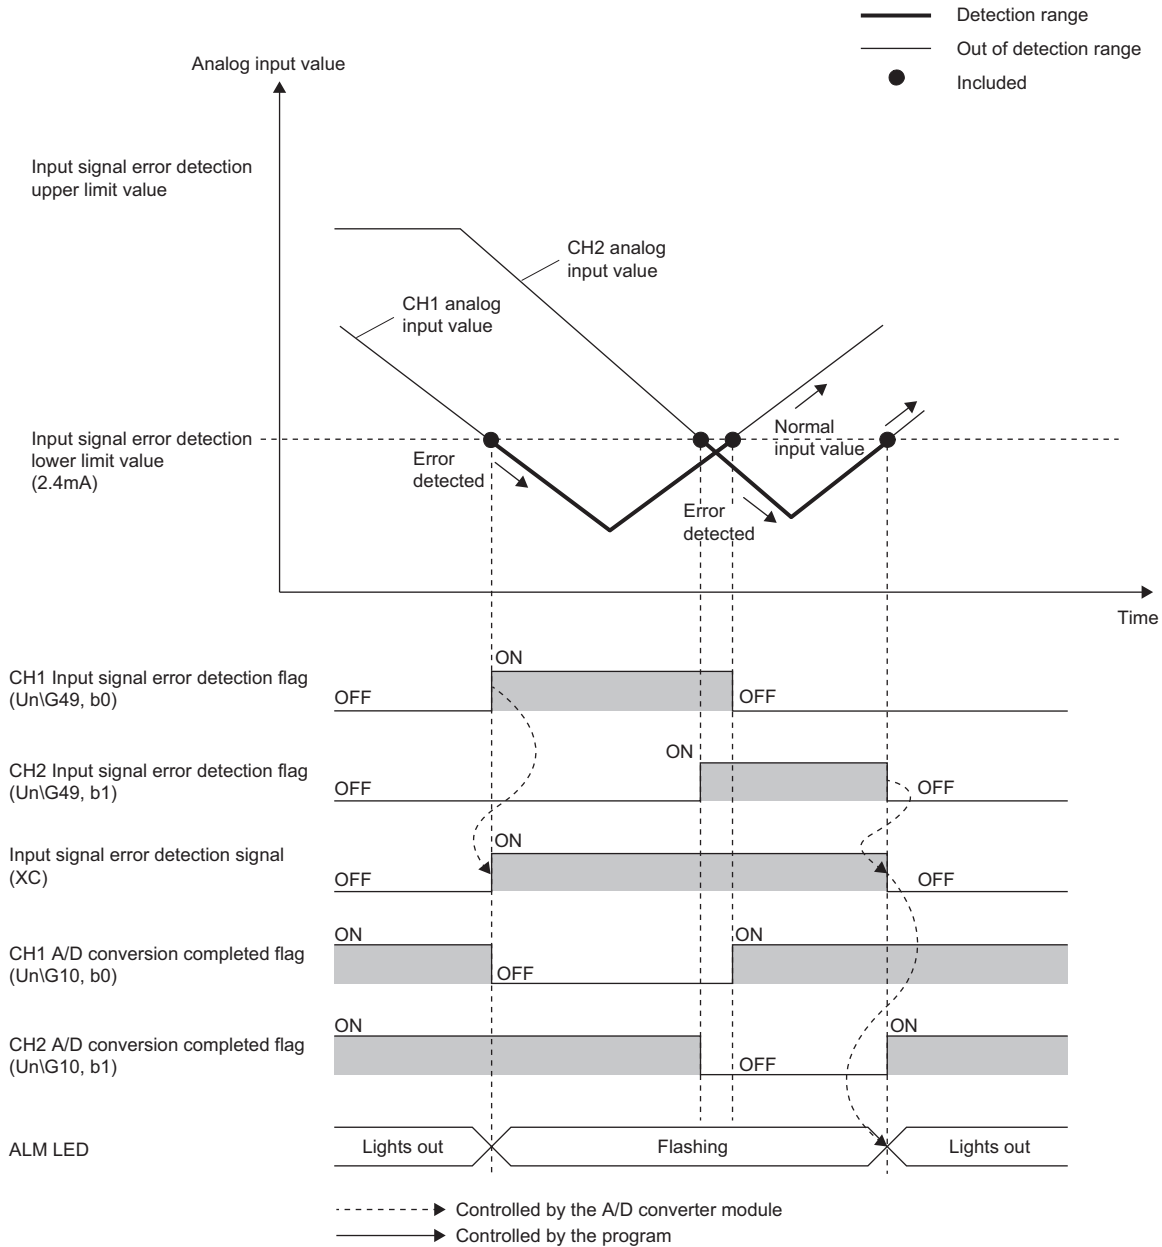 Detection range
Out of detection range
Included
Analog input value
Input signal error detection
upper limit value
CH2 analog
input value
CH1 analog
input value
Input signal error detection
lower limit value
(2.4mA)
Error
detected
Normal
input value
Error
detected
Time
CH1 Input signal error detection flag
(Un\G49, b0)
OFF
ON
OFF
CH2 Input signal error detection flag
(Un\G49, b1)
OFF
ON
OFF
Input signal error detection signal
(XC)
OFF
ON
OFF
CH1 A/D conversion completed flag
(Un\G10, b0)
ON
OFF
ON
CH2 A/D conversion completed flag
(Un\G10, b1)
ON
OFF
ON
ALM LED
Lights out
Flashing
Lights out
Controlled by the A/D converter module
Controlled by the program